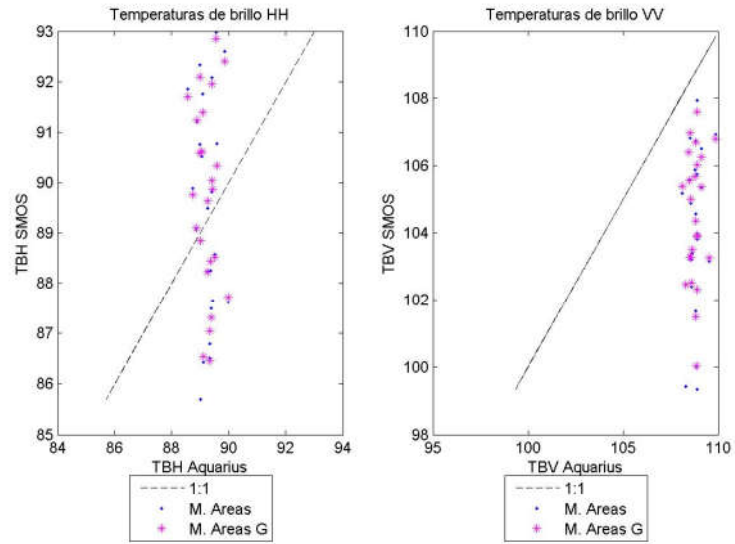 Temperaturas de brillo HH
93
92
91
90
89
88
87
86
85
TBH SMOS
84 86 88 90 92 94
TBH Aquarius
1:1
M. Areas
M. Areas G
Temperaturas de brillo VV
110
108
106
104
102
100
98
TBV SMOS
95 100 105 110
TBV Aquarius
1:1
M. Areas
M. Areas G